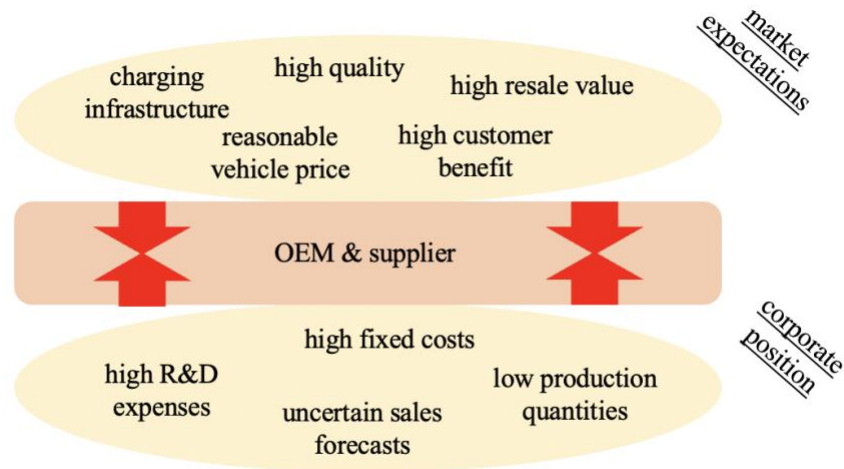 market
expectations
charging
infrastructure
high quality
high resale value
reasonable
vehicle price
high customer
benefit
OEM & supplier
corporate
position
high fixed costs
high R&D
expenses
uncertain sales
forecasts
low production
quantities